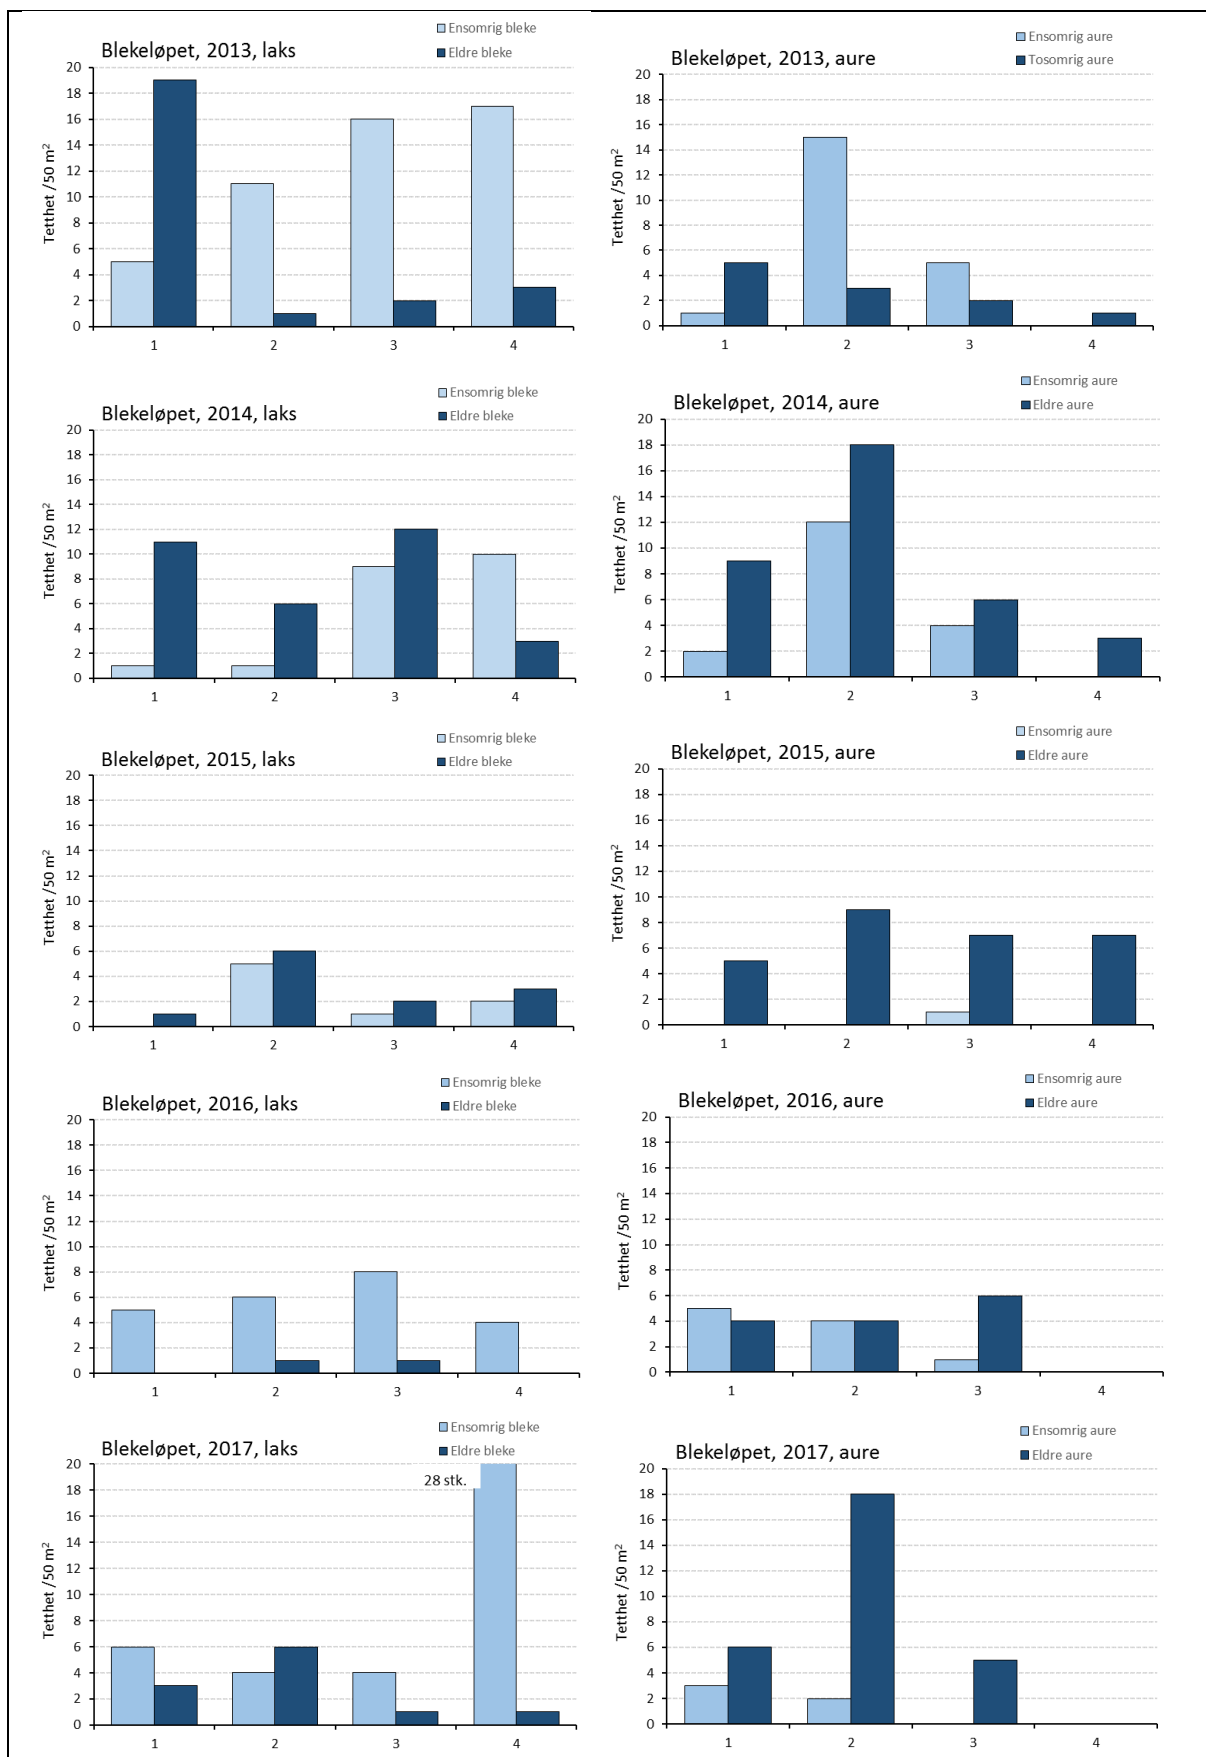 Ensomrig bleke
Eldre bleke
Blekeløpet, 2013, laks
Tetthet /50 m²
20
18
16
14
12
10
8
6
4
2
0
1 2 3 4
Ensomrig aure
Tosomrig aure
Blekeløpet, 2013, aure
Tetthet /50 m²
20
18
16
14
12
10
8
6
4
2
0
1 2 3 4
Ensomrig bleke
Eldre bleke
Blekeløpet, 2014, laks
Tetthet /50 m²
20
18
16
14
12
10
8
6
4
2
0
1 2 3 4
Ensomrig aure
Eldre aure
Blekeløpet, 2014, aure
Tetthet /50 m²
20
18
16
14
12
10
8
6
4
2
0
1 2 3 4
Ensomrig bleke
Eldre bleke
Blekeløpet, 2015, laks
Tetthet /50 m²
20
18
16
14
12
10
8
6
4
2
0
1 2 3 4
Ensomrig aure
Eldre aure
Blekeløpet, 2015, aure
Tetthet /50 m²
20
18
16
14
12
10
8
6
4
2
0
1 2 3 4
Ensomrig bleke
Eldre bleke
Blekeløpet, 2016, laks
Tetthet /50 m²
20
18
16
14
12
10
8
6
4
2
0
1 2 3 4
Ensomrig aure
Eldre aure
Blekeløpet, 2016, aure
Tetthet /50 m²
20
18
16
14
12
10
8
6
4
2
0
1 2 3 4
Ensomrig bleke
Eldre bleke
Blekeløpet, 2017, laks
28 stk.
Tetthet /50 m²
20
18
16
14
12
10
8
6
4
2
0
1 2 3 4
Ensomrig aure
Eldre aure
Blekeløpet, 2017, aure
Tetthet /50 m²
20
18
16
14
12
10
8
6
4
2
0
1 2 3 4